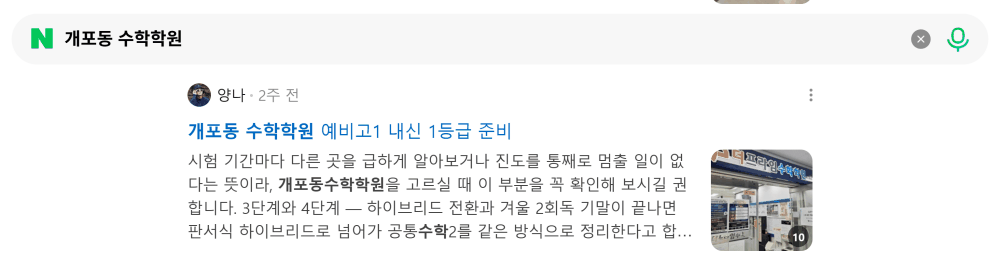 N 개포동 수학학원
양나 · 2주 전
개포동 수학학원 예비고1 내신 1등급 준비
시험 기간마다 다른 곳을 급하게 알아보거나 진도를 통째로 멈출 일이 없
다는 뜻이라, 개포동수학학원을 고르실 때 이 부분을 꼭 확인해 보시길 권
합니다. 3단계와 4단계 — 하이브리드 전환과 겨울 2회독 기말이 끝나면
판서식 하이브리드로 넘어가 공통수학2를 같은 방식으로 정리한다고 합...
프라임수학학원
10